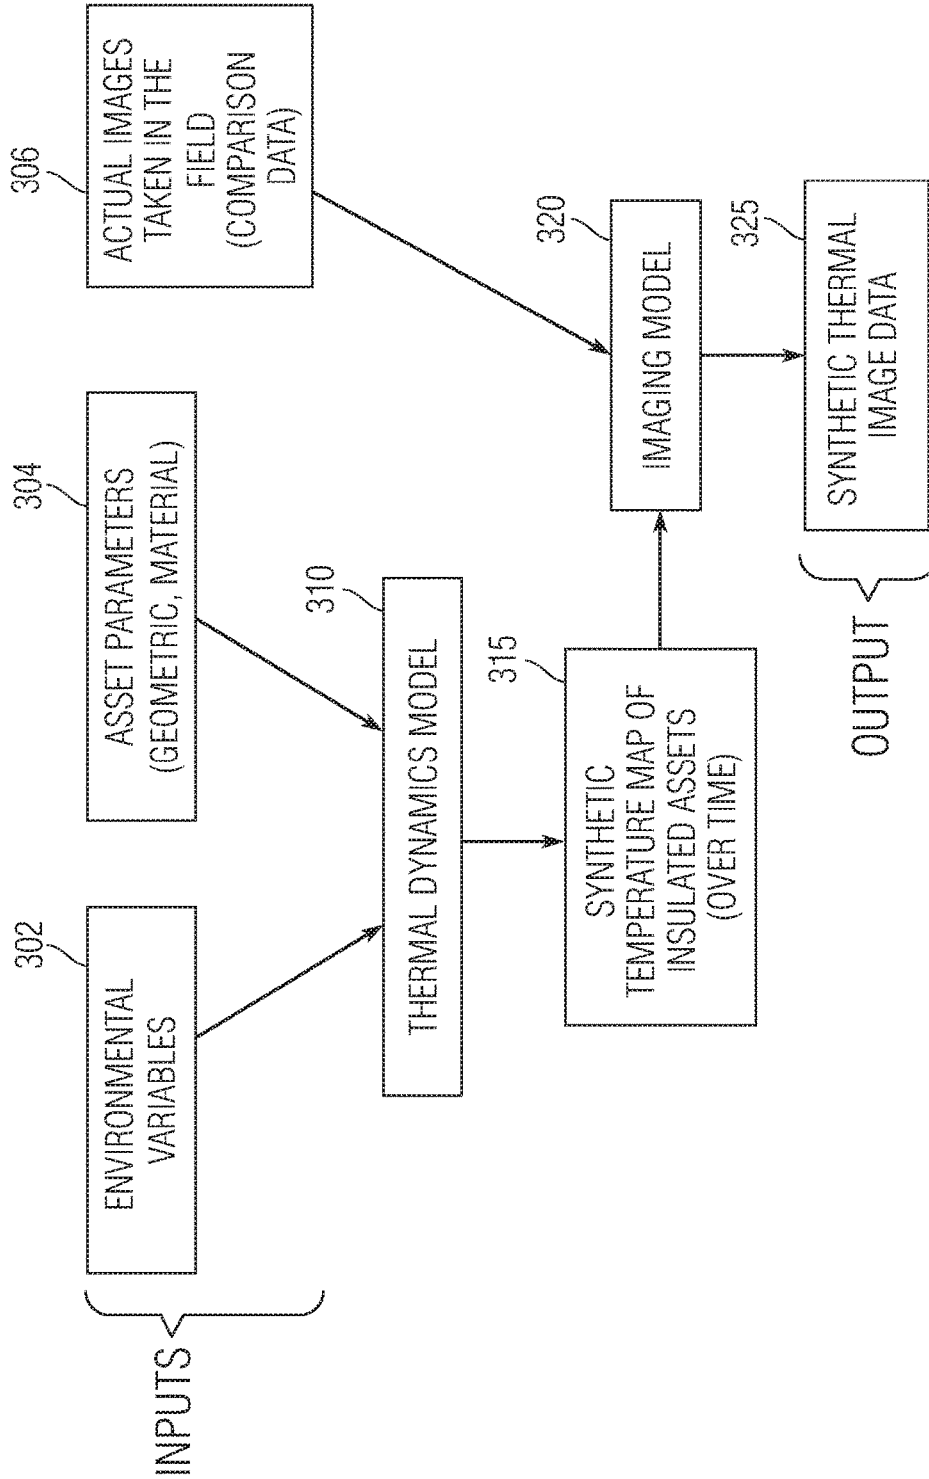 INPUTS
302
ENVIRONMENTAL
VARIABLES
304
ASSET PARAMETERS
(GEOMETRIC, MATERIAL)
306
ACTUAL IMAGES
TAKEN IN THE
FIELD
(COMPARISON
DATA)
310
THERMAL DYNAMICS MODEL
315
SYNTHETIC
TEMPERATURE MAP OF
INSULATED ASSETS
(OVER TIME)
320
IMAGING MODEL
OUTPUT
325
SYNTHETIC THERMAL
IMAGE DATA